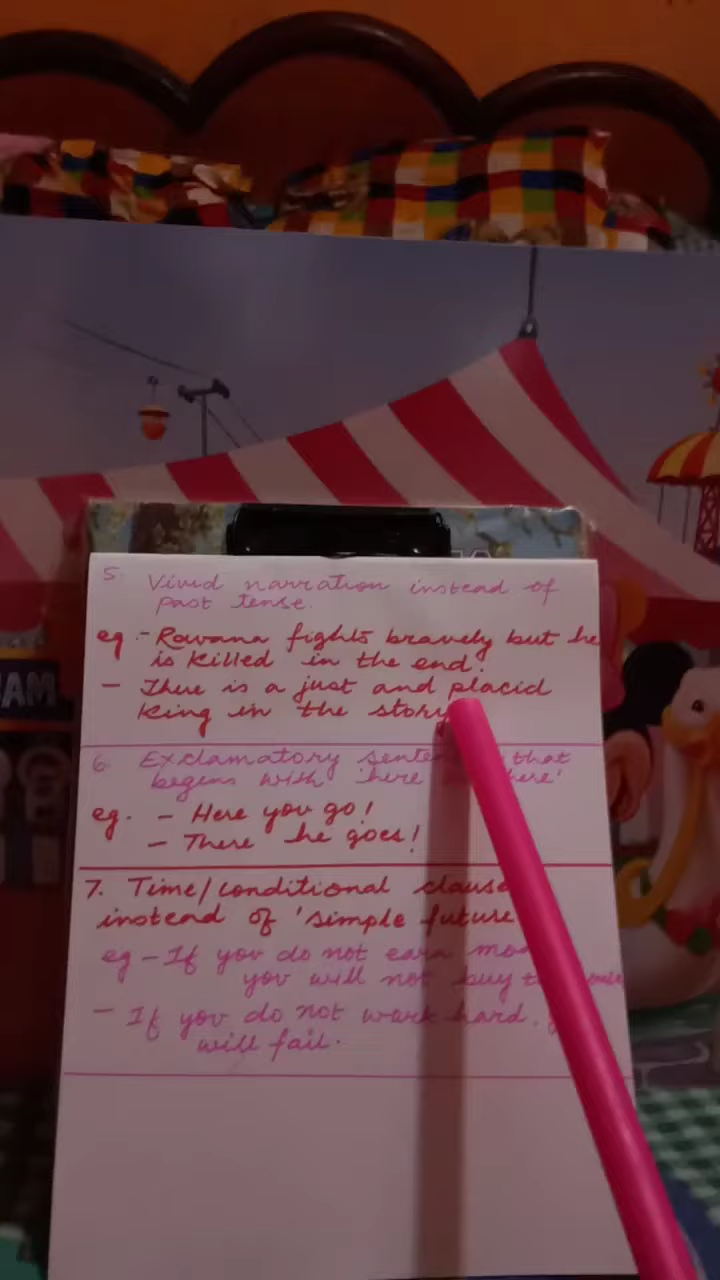 5. Vivid narration instead of
past tense.
eg - Ravana fights bravely but he
is killed in the end.
- There is a just and placid
king in the story
6. Exclamatory that
begins with 'here
eg. - Here you go!
- There he goes!
7. Time/conditional clause
instead of 'simple future
eg - If you do not earn
you will not buy
- If you do not work hard.
will fail.
AM